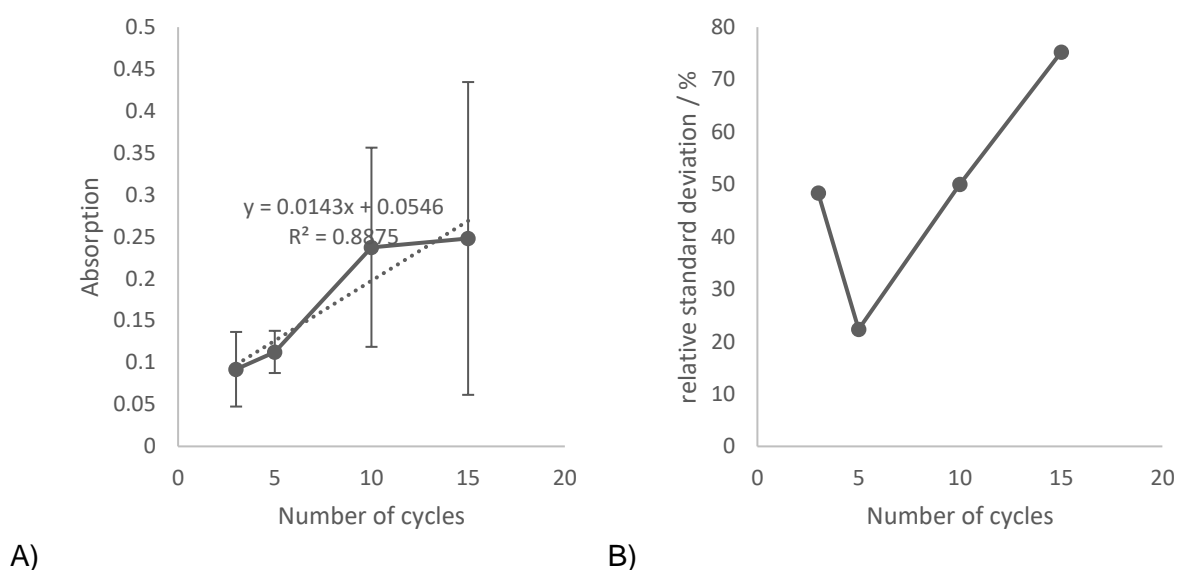 0.5
0.45
0.4
0.35
0.3
0.25
0.2
0.15
0.1
0.05
0
Absorption
y = 0.0143x + 0.0546
R² = 0.8875
0 5 10 15 20
Number of cycles
A)
80
70
60
50
40
30
20
10
0
relative standard deviation / %
0 5 10 15 20
Number of cycles
B)